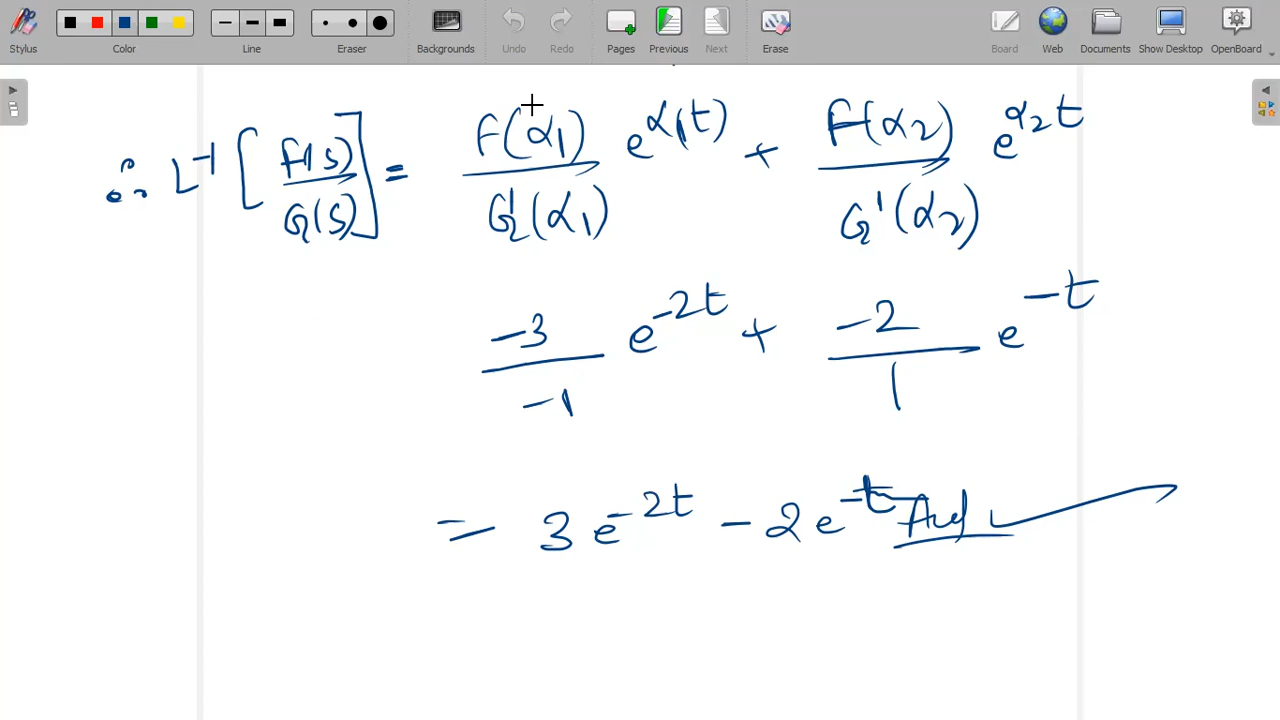 Stylus Color Line Eraser Backgrounds Undo Redo Pages Previous Next Erase Board Web Documents Show Desktop OpenBoard
∴ L⁻¹ [F(s)/G(s)] = F(α₁)/G'(α₁) e^(α₁t) + F(α₂)/G'(α₂) e^(α₂t)
-3/-1 e^(-2t) + -2/1 e^(-t)
= 3e^(-2t) - 2e^(-t)